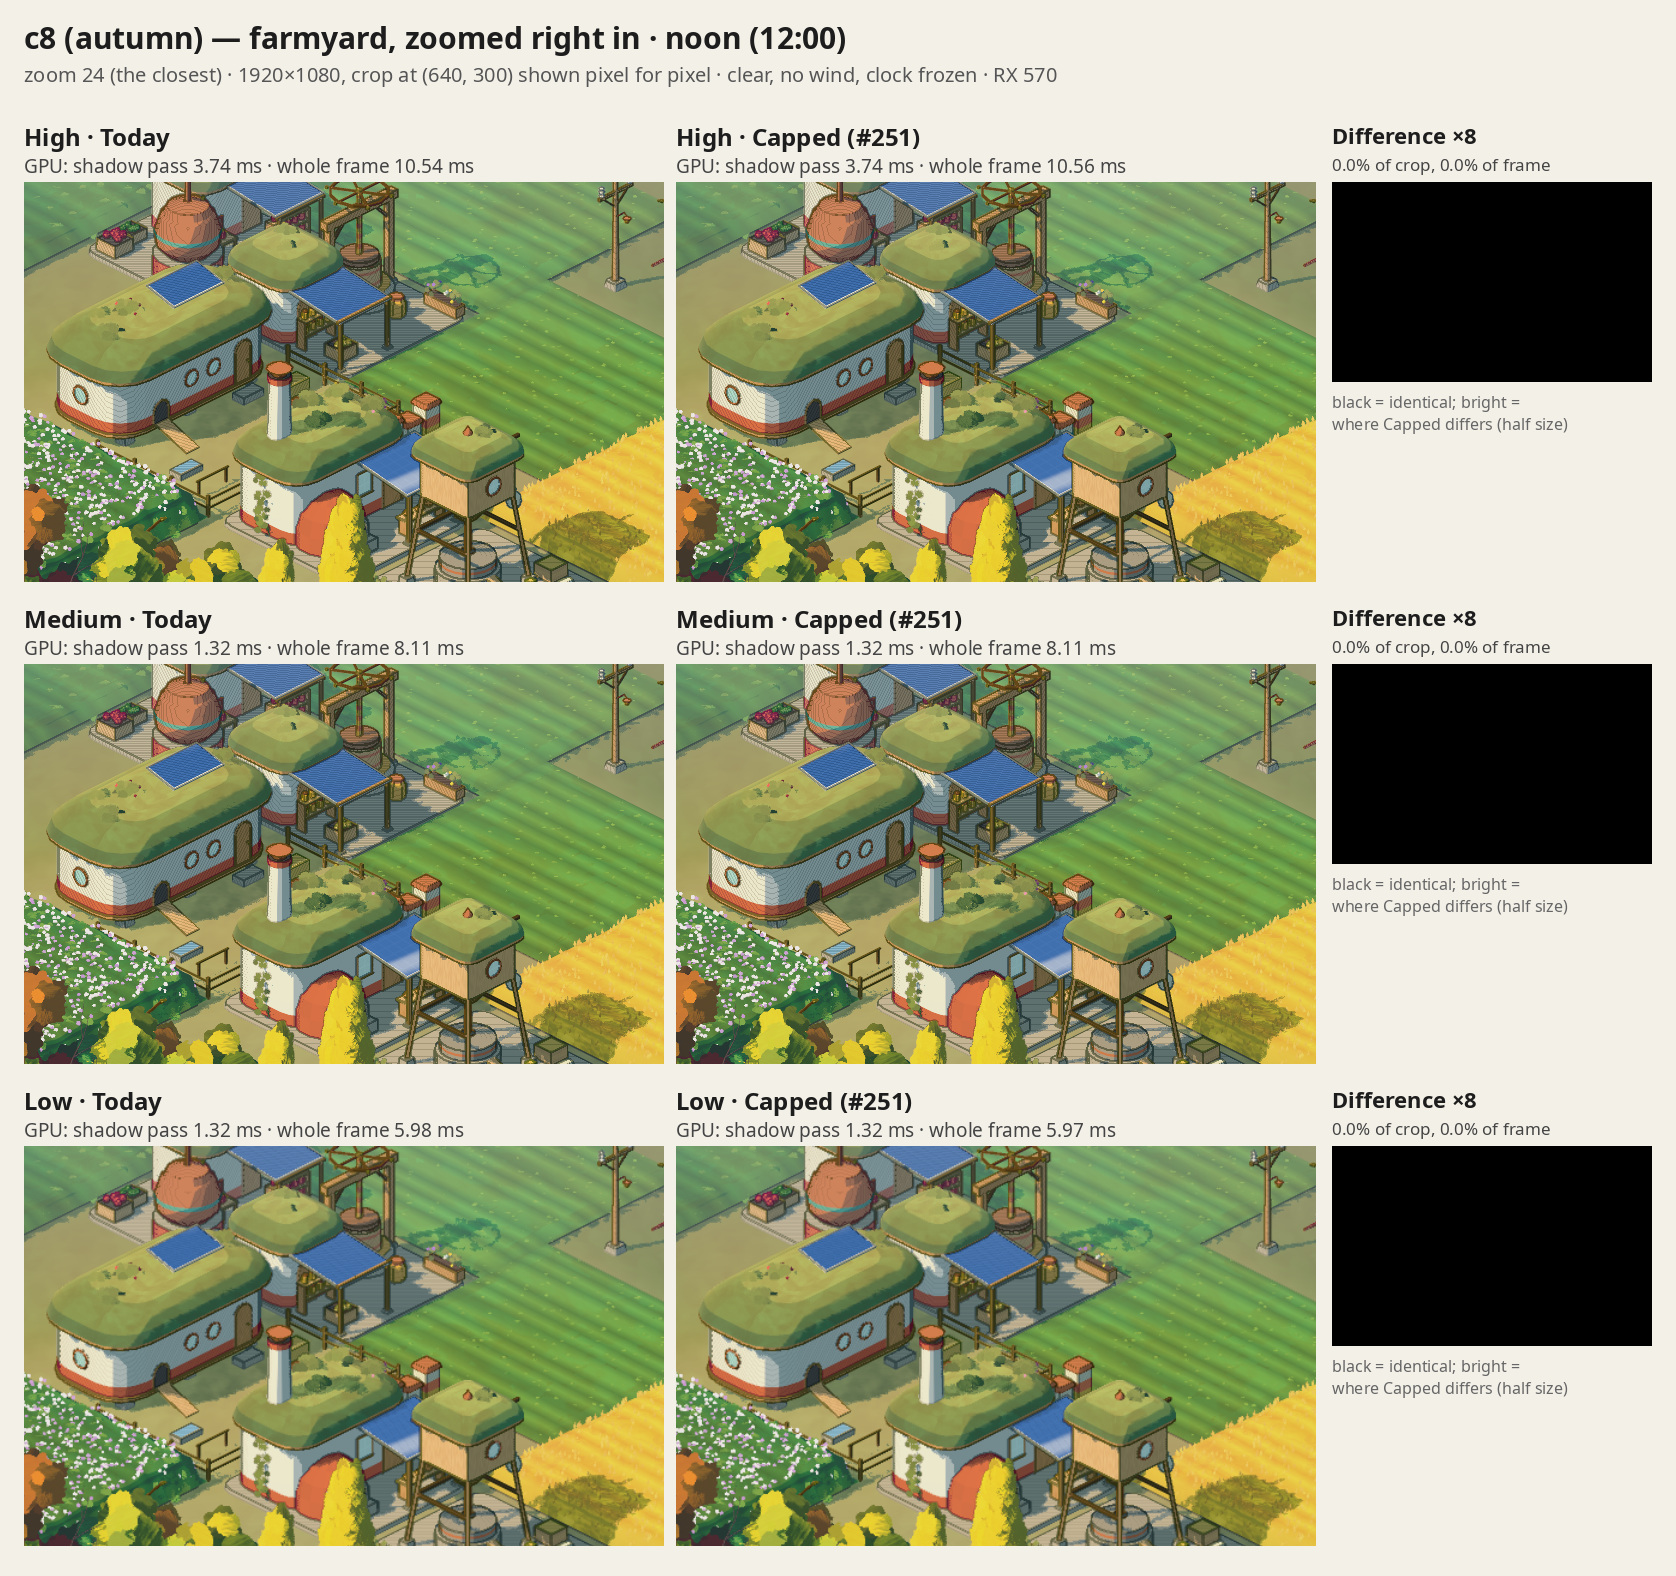 c8 (autumn) — farmyard, zoomed right in · noon (12:00)
zoom 24 (the closest) · 1920×1080, crop at (640, 300) shown pixel for pixel · clear, no wind, clock frozen · RX 570
High · Today
GPU: shadow pass 3.74 ms · whole frame 10.54 ms
High · Capped (#251)
GPU: shadow pass 3.74 ms · whole frame 10.56 ms
Difference ×8
0.0% of crop, 0.0% of frame
black = identical; bright =
where Capped differs (half size)
Medium · Today
GPU: shadow pass 1.32 ms · whole frame 8.11 ms
Medium · Capped (#251)
GPU: shadow pass 1.32 ms · whole frame 8.11 ms
Difference ×8
0.0% of crop, 0.0% of frame
black = identical; bright =
where Capped differs (half size)
Low · Today
GPU: shadow pass 1.32 ms · whole frame 5.98 ms
Low · Capped (#251)
GPU: shadow pass 1.32 ms · whole frame 5.97 ms
Difference ×8
0.0% of crop, 0.0% of frame
black = identical; bright =
where Capped differs (half size)